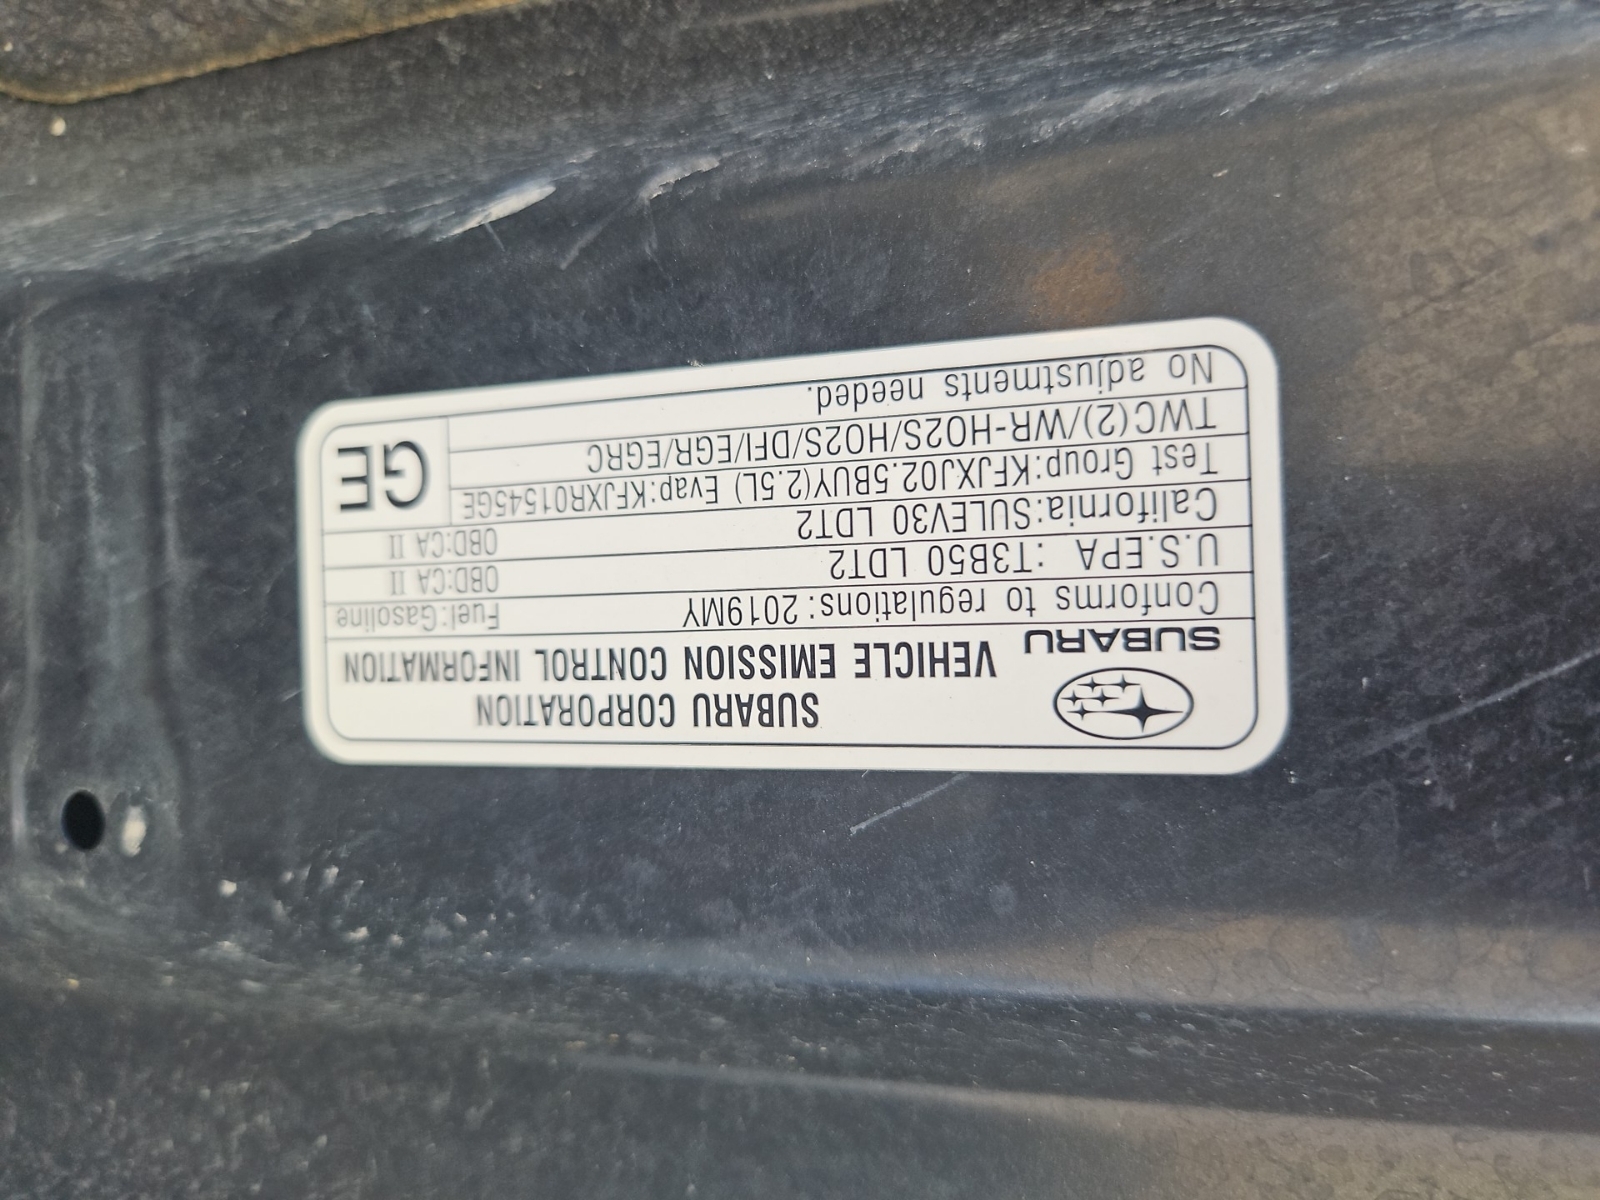 SUBARU
SUBARU CORPORATION
VEHICLE EMISSION CONTROL INFORMATION
Conforms to regulations:2019MY Fuel:Gasoline
U.S.EPA :T3B50 LDT2 OBD:CA II
California:SULEV30 LDT2 OBD:CA II
Test Group:KFJXJ02.5BUY(2.5L) Evap:KFJXR01545GE
TWC(2)/WR-HO2S/HO2S/DFI/EGR/EGRC
No adjustments needed.
GE